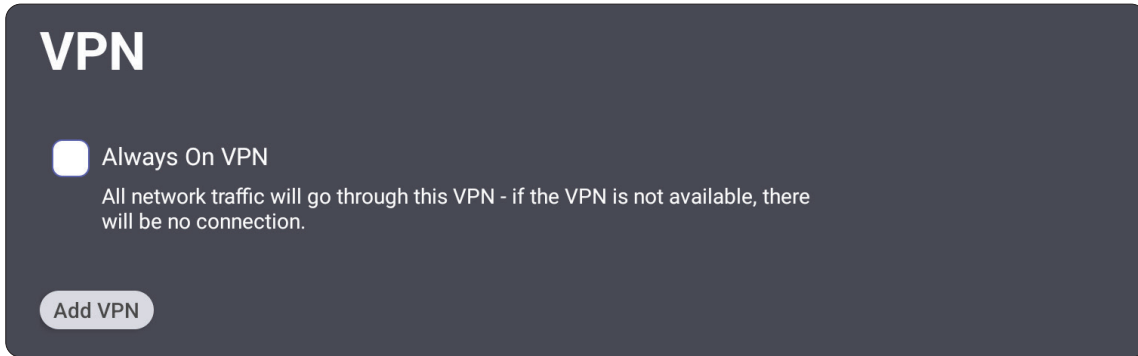 VPN
Always On VPN
All network traffic will go through this VPN - if the VPN is not available, there
will be no connection.
Add VPN